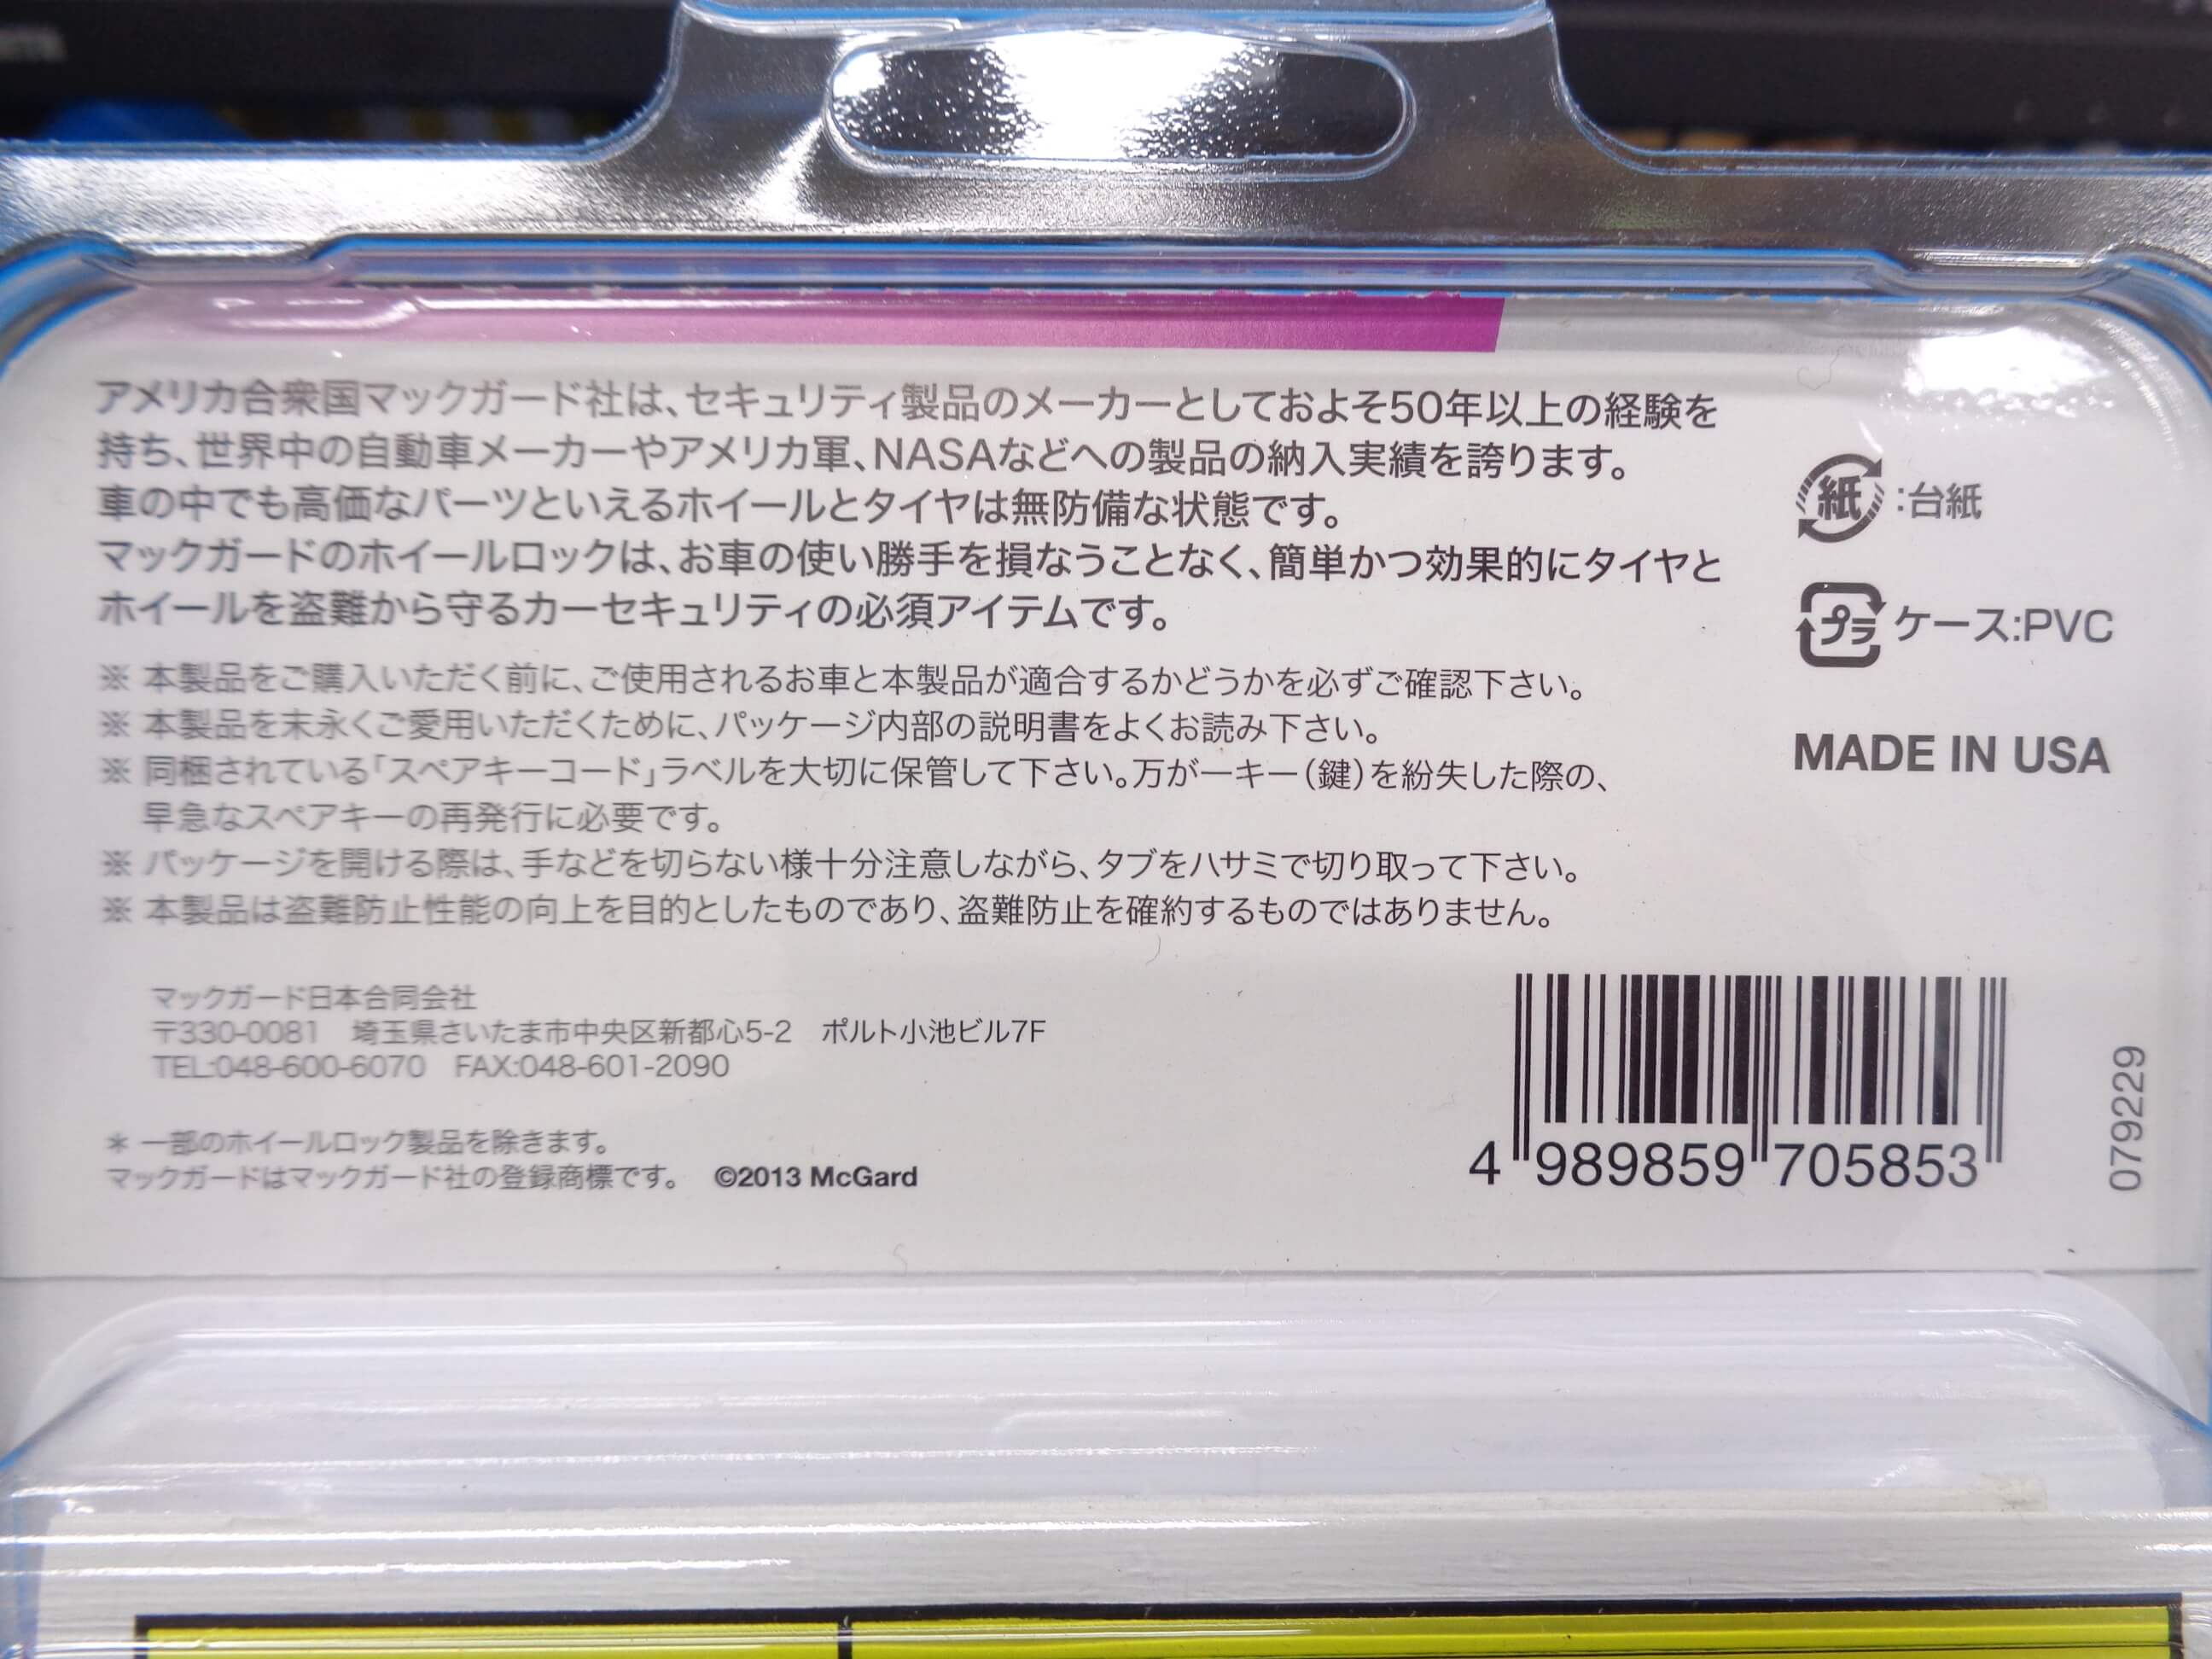 アメリカ合衆国マックガード社は、セキュリティ製品のメーカーとしておよそ50年以上の経験を
持ち、世界中の自動車メーカーやアメリカ軍、NASAなどへの製品の納入実績を誇ります。
車の中でも高価なパーツといえるホイールとタイヤは無防備な状態です。
マックガードのホイールロックは、お車の使い勝手を損なうことなく、簡単かつ効果的にタイヤと
ホイールを盗難から守るカーセキュリティの必須アイテムです。
※ 本製品をご購入いただく前に、ご使用されるお車と本製品が適合するかどうかを必ずご確認下さい。
※ 本製品を末永くご愛用いただくために、パッケージ内部の説明書をよくお読み下さい。
※ 同梱されている「スペアキーコード」ラベルを大切に保管して下さい。万が一キー（鍵）を紛失した際の、
早急なスペアキーの再発行に必要です。
※ パッケージを開ける際は、手などを切らない様十分注意しながら、タブをハサミで切り取って下さい。
※ 本製品は盗難防止性能の向上を目的としたものであり、盗難防止を確約するものではありません。
マックガード日本合同会社
〒330-0081　埼玉県さいたま市中央区新都心5-2　ポルト小池ビル7F
TEL:048-600-6070　FAX:048-601-2090
＊ 一部のホイールロック製品を除きます。
マックガードはマックガード社の登録商標です。　©2013 McGard
紙:台紙
プラ ケース:PVC
MADE IN USA
4 989859 705853
079229